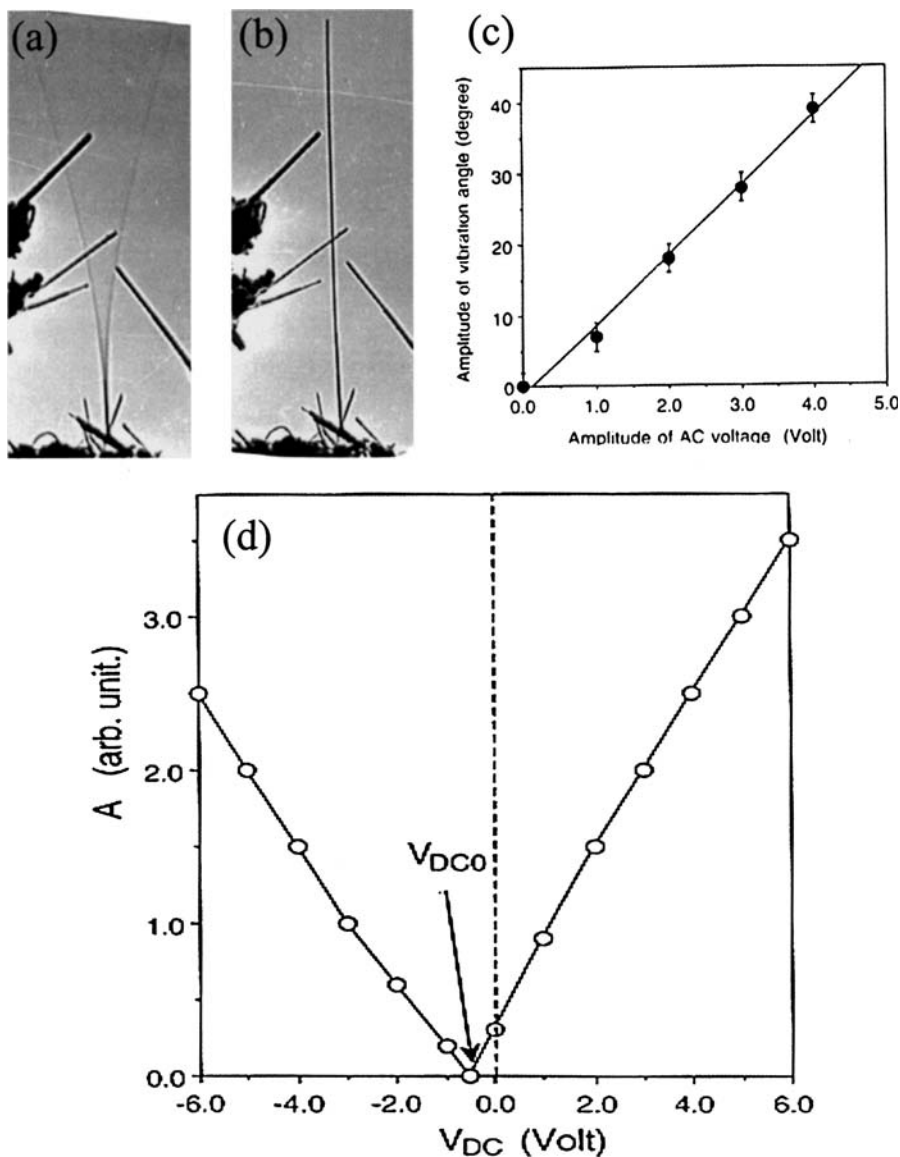 (a)
(b)
(c)
Amplitude of vibration angle (degree)
40
30
20
10
0
0.0 1.0 2.0 3.0 4.0 5.0
Amplitude of AC voltage (Volt)
(d)
A (arb. unit.)
3.0
2.0
1.0
0.0
V_DC0
-6.0 -4.0 -2.0 0.0 2.0 4.0 6.0
V_DC (Volt)